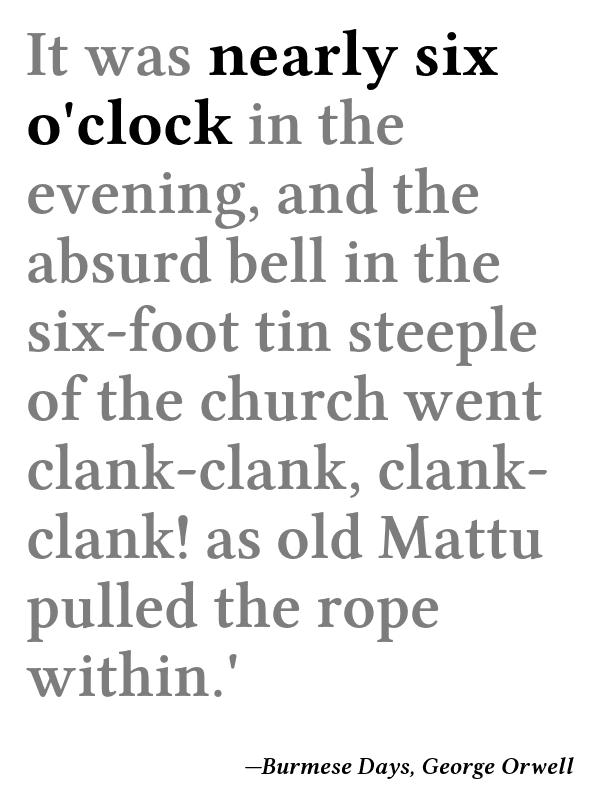 It was nearly six
o'clock in the
evening, and the
absurd bell in the
six-foot tin steeple
of the church went
clank-clank, clank-
clank! as old Mattu
pulled the rope
within.'
—Burmese Days, George Orwell